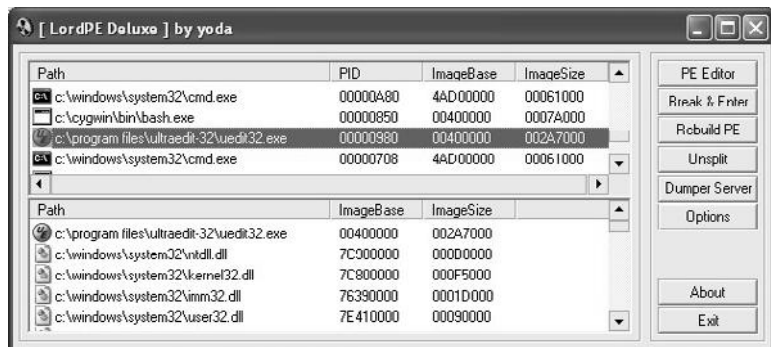 [ LordPE Deluxe ] by yoda
Path PID ImageBase ImageSize
c:\windows\system32\cmd.exe 00000A80 4AD00000 00061000
c:\cygwin\bin\bash.exe 00000850 00400000 0007A000
c:\program files\ultraedit-32\uedit32.exe 00000980 00400000 002A7000
c:\windows\system32\cmd.exe 00000708 4AD00000 00061000
Path ImageBase ImageSize
c:\program files\ultraedit-32\uedit32.exe 00400000 002A7000
c:\windows\system32\ntdll.dll 7C900000 000B0000
c:\windows\system32\kernel32.dll 7C800000 000F5000
c:\windows\system32\imm32.dll 76390000 0001D000
c:\windows\system32\user32.dll 7E410000 00090000
PE Editor
Break & Enter
Rebuild PE
Unsplit
Dumper Server
Options
About
Exit